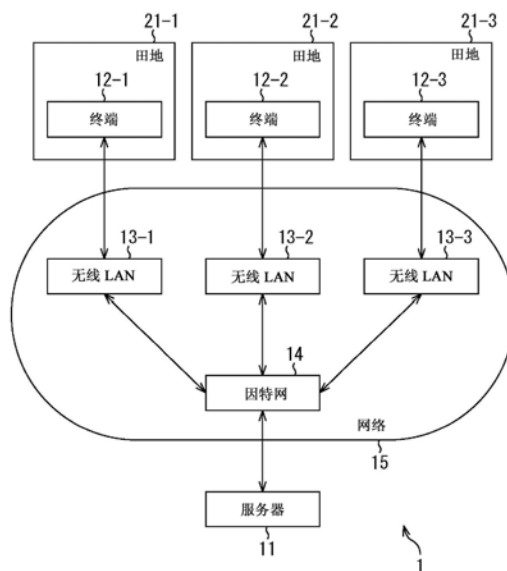 21-1 21-2 21-3
田地 田地 田地
12-1 12-2 12-3
终端 终端 终端
13-1 13-2 13-3
无线 LAN 无线 LAN 无线 LAN
14
因特网
网络
15
服务器
11
1